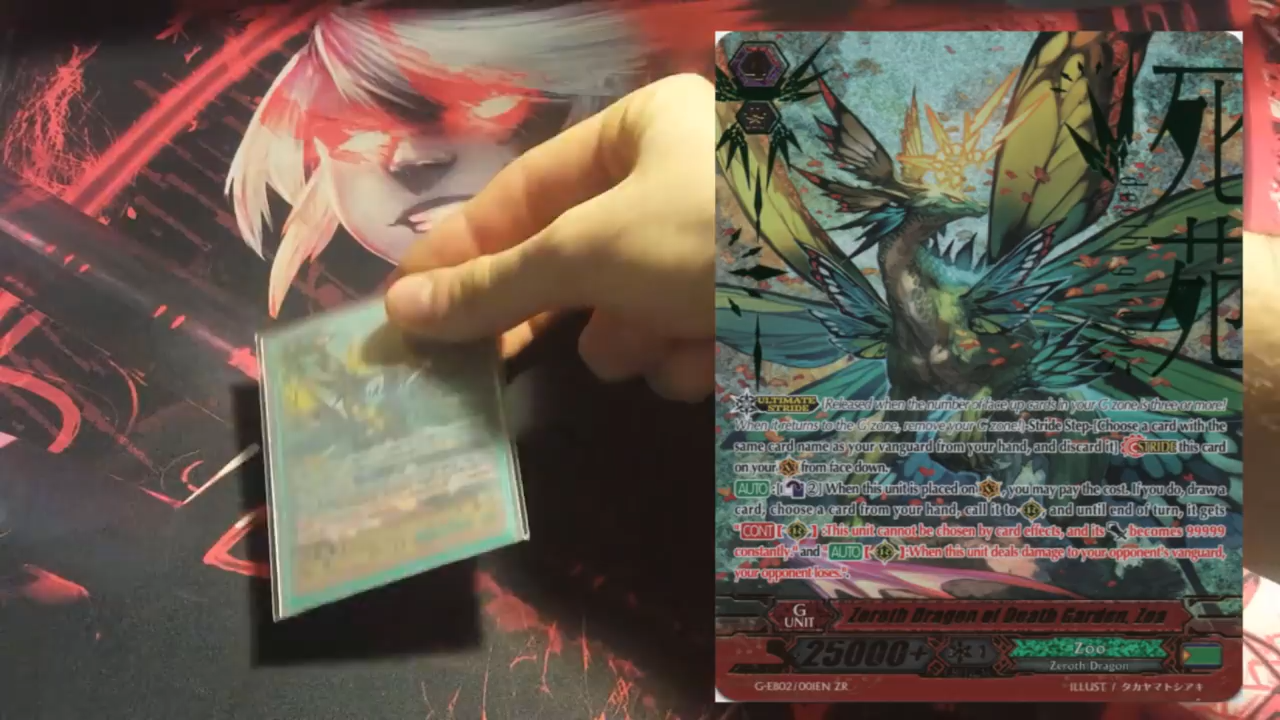 4
死苑
ULTIMATE STRIDE [Released when the number of face up cards in your G zone is three or more!
When it returns to the G zone, remove your G zone!] Stride Step-[Choose a card with the
same card name as your vanguard from your hand, and discard it] STRIDE this card
on your from face down.
AUTO :[ ② ] When this unit is placed on , you may pay the cost. If you do, draw a
card, choose a card from your hand, call it to , and until end of turn, it gets
"CONT [ ] :This unit cannot be chosen by card effects, and its becomes 99999
constantly." and "AUTO [ ] :When this unit deals damage to your opponent's vanguard,
your opponent loses.".
G UNIT
Zeroth Dragon of Death Garden, Zoa
25000+
1
Zoo
Zeroth Dragon
G-EB02/001EN ZR
ILLUST / タカヤマトシアキ